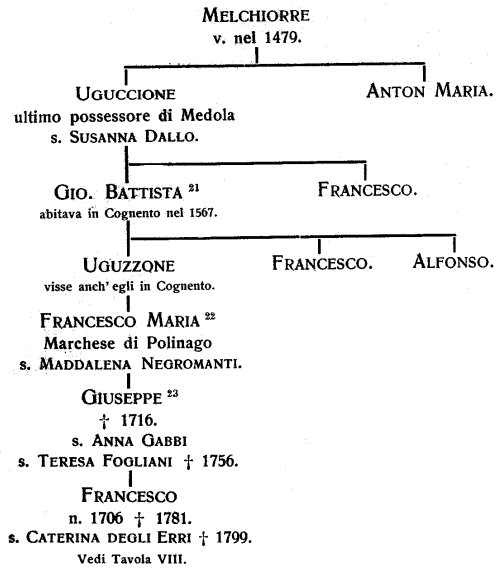 MELCHIORRE
v. nel 1479.
UGUCCIONE
ANTON MARIA.
ultimo possessore di Medola
s. SUSANNA DALLO.
GIO. BATTISTA 21
FRANCESCO.
abitava in Cognento nel 1567.
UGUZZONE
FRANCESCO.
ALFONSO.
visse anch' egli in Cognento.
FRANCESCO MARIA 22
Marchese di Polinago
s. MADDALENA NEGROMANTI.
GIUSEPPE 23
† 1716.
s. ANNA GABBI
s. TERESA FOGLIANI † 1756.
FRANCESCO
n. 1706 † 1781.
s. CATERINA DEGLI ERRI † 1799.
Vedi Tavola VIII.